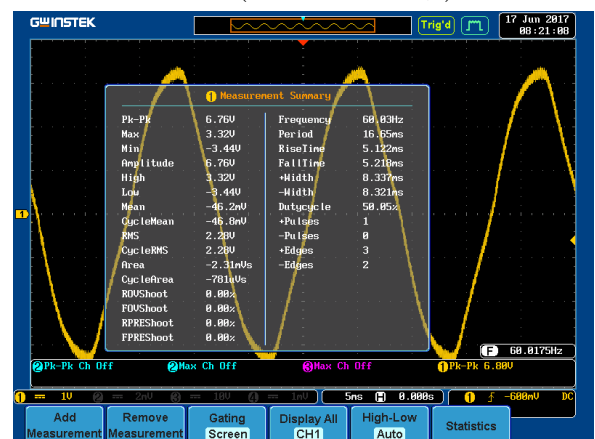 GWINSTEK
Trig'd
17 Jun 2017
08:21:08
1 Measurement Summary
Pk-Pk 6.76V Frequency 60.03Hz
Max 3.32V Period 16.65ms
Min -3.44V RiseTime 5.122ms
Amplitude 6.76V FallTime 5.218ms
High 3.32V +Width 8.337ms
Low -3.44V -Width 8.321ms
Mean -46.2mV Dutycycle 50.05%
CycleMean -46.8mV +Pulses 1
RMS 2.28V -Pulses 0
CycleRMS 2.28V +Edges 3
Area -2.31mVs -Edges 2
CycleArea -781uVs
ROVShoot 0.00%
FOVShoot 0.00%
RPREShoot 0.00%
FPREShoot 0.00%
1
F 60.0175Hz
2 Pk-Pk Ch Off 2 Max Ch Off 3 Max Ch Off 1 Pk-Pk 6.80V
1 1V 2 2mV 3 10V 4 1mV 5ms H 0.000s 1 -600mV DC
Add Measurement
Remove Measurement
Gating
Screen
Display All
CH1
High-Low
Auto
Statistics